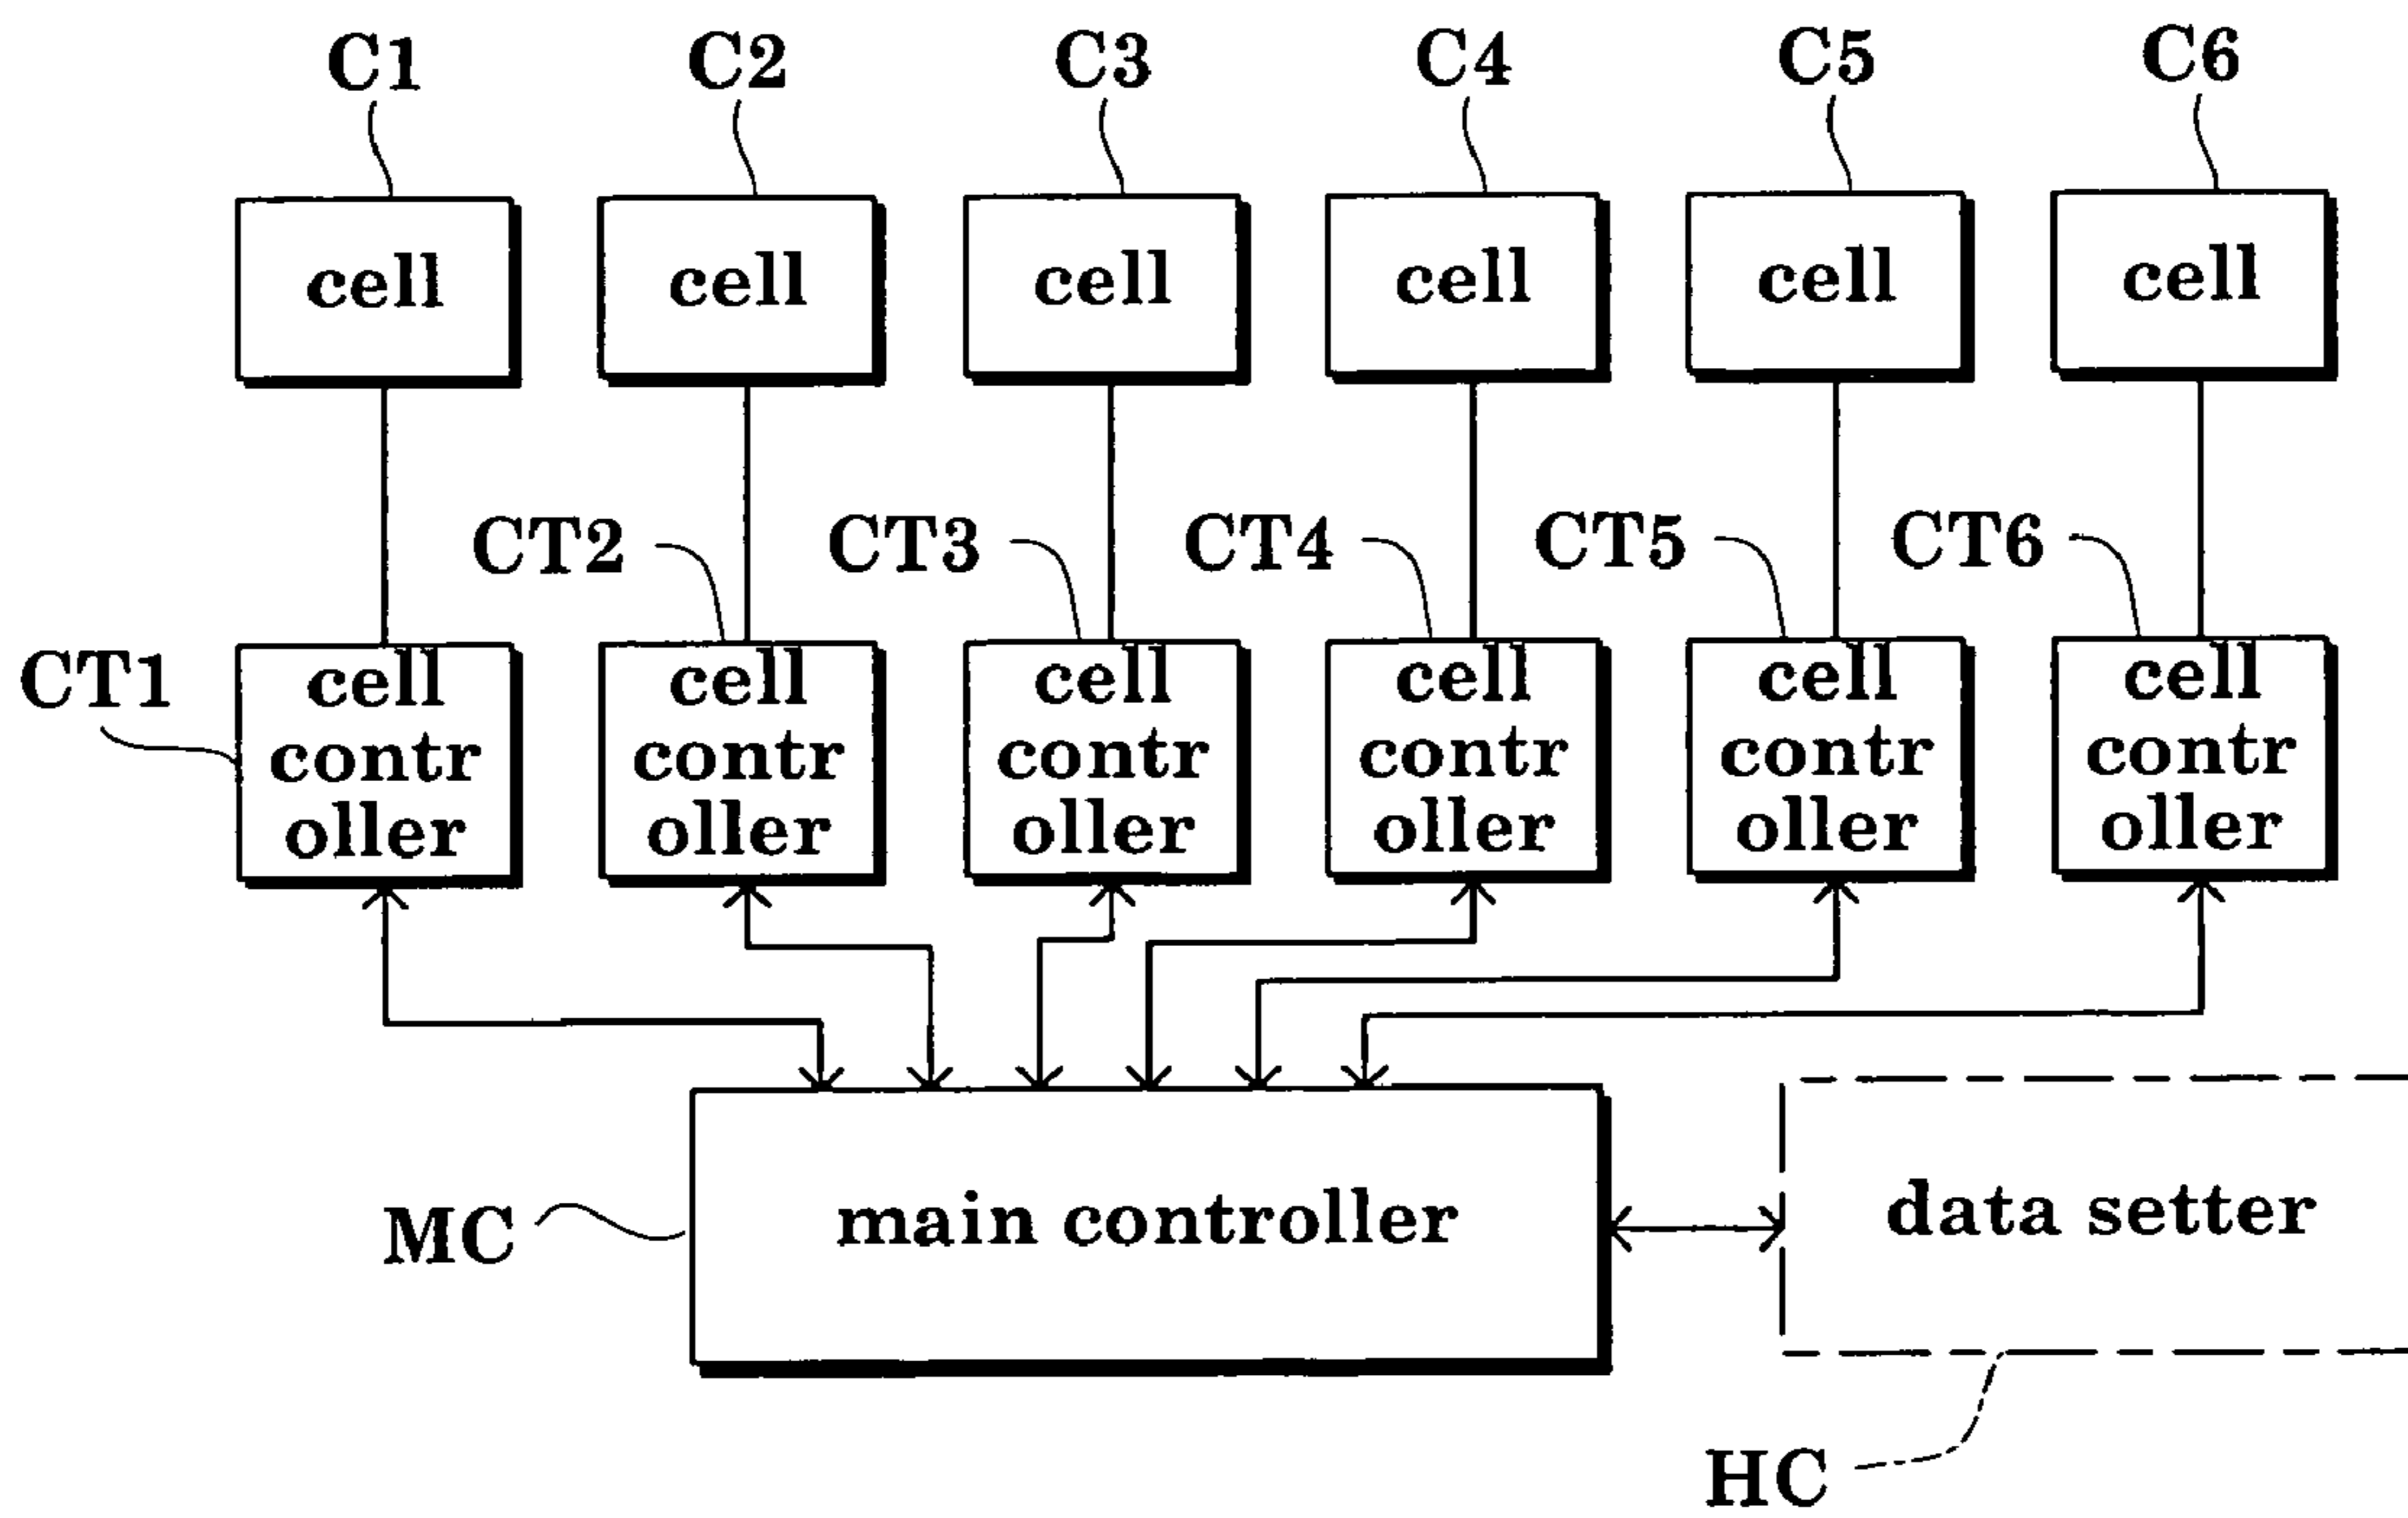 C1 C2 C3 C4 C5 C6
cell cell cell cell cell cell
CT2 CT3 CT4 CT5 CT6
CT1
cell cell cell cell cell cell
contr contr contr contr contr contr
oller oller oller oller oller oller
MC
main controller
data setter
HC